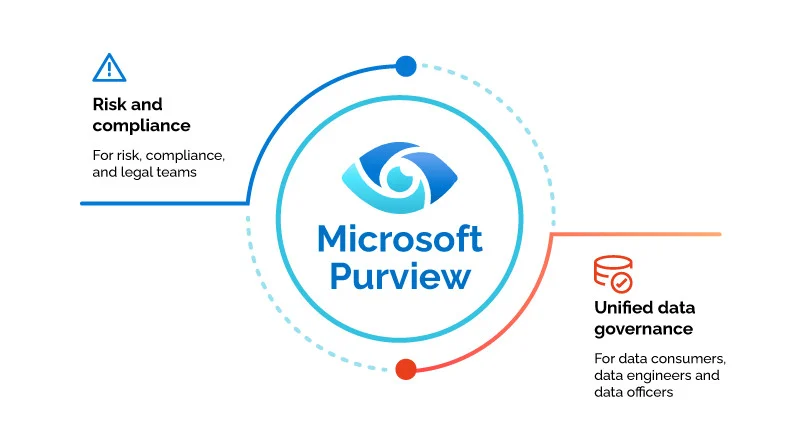 Risk and
compliance
For risk, compliance,
and legal teams
Microsoft
Purview
Unified data
governance
For data consumers,
data engineers and
data officers